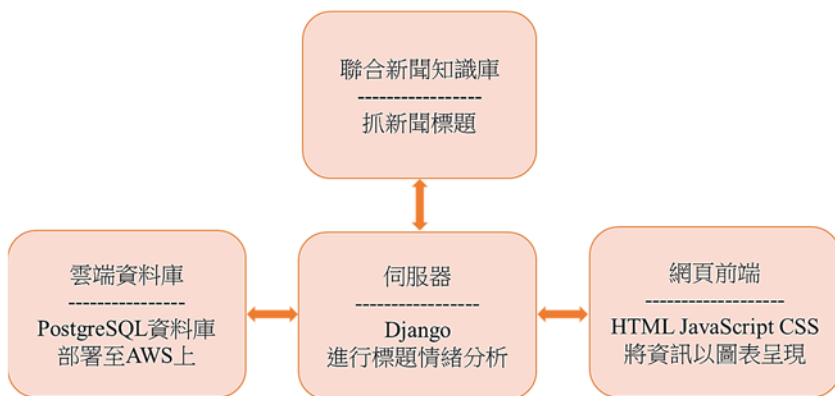 聯合新聞知識庫
-----------------
抓新聞標題
雲端資料庫
----------------
PostgreSQL資料庫
部署至AWS上
伺服器
-----------------
Django
進行標題情緒分析
網頁前端
-------------------
HTML JavaScript CSS
將資訊以圖表呈現